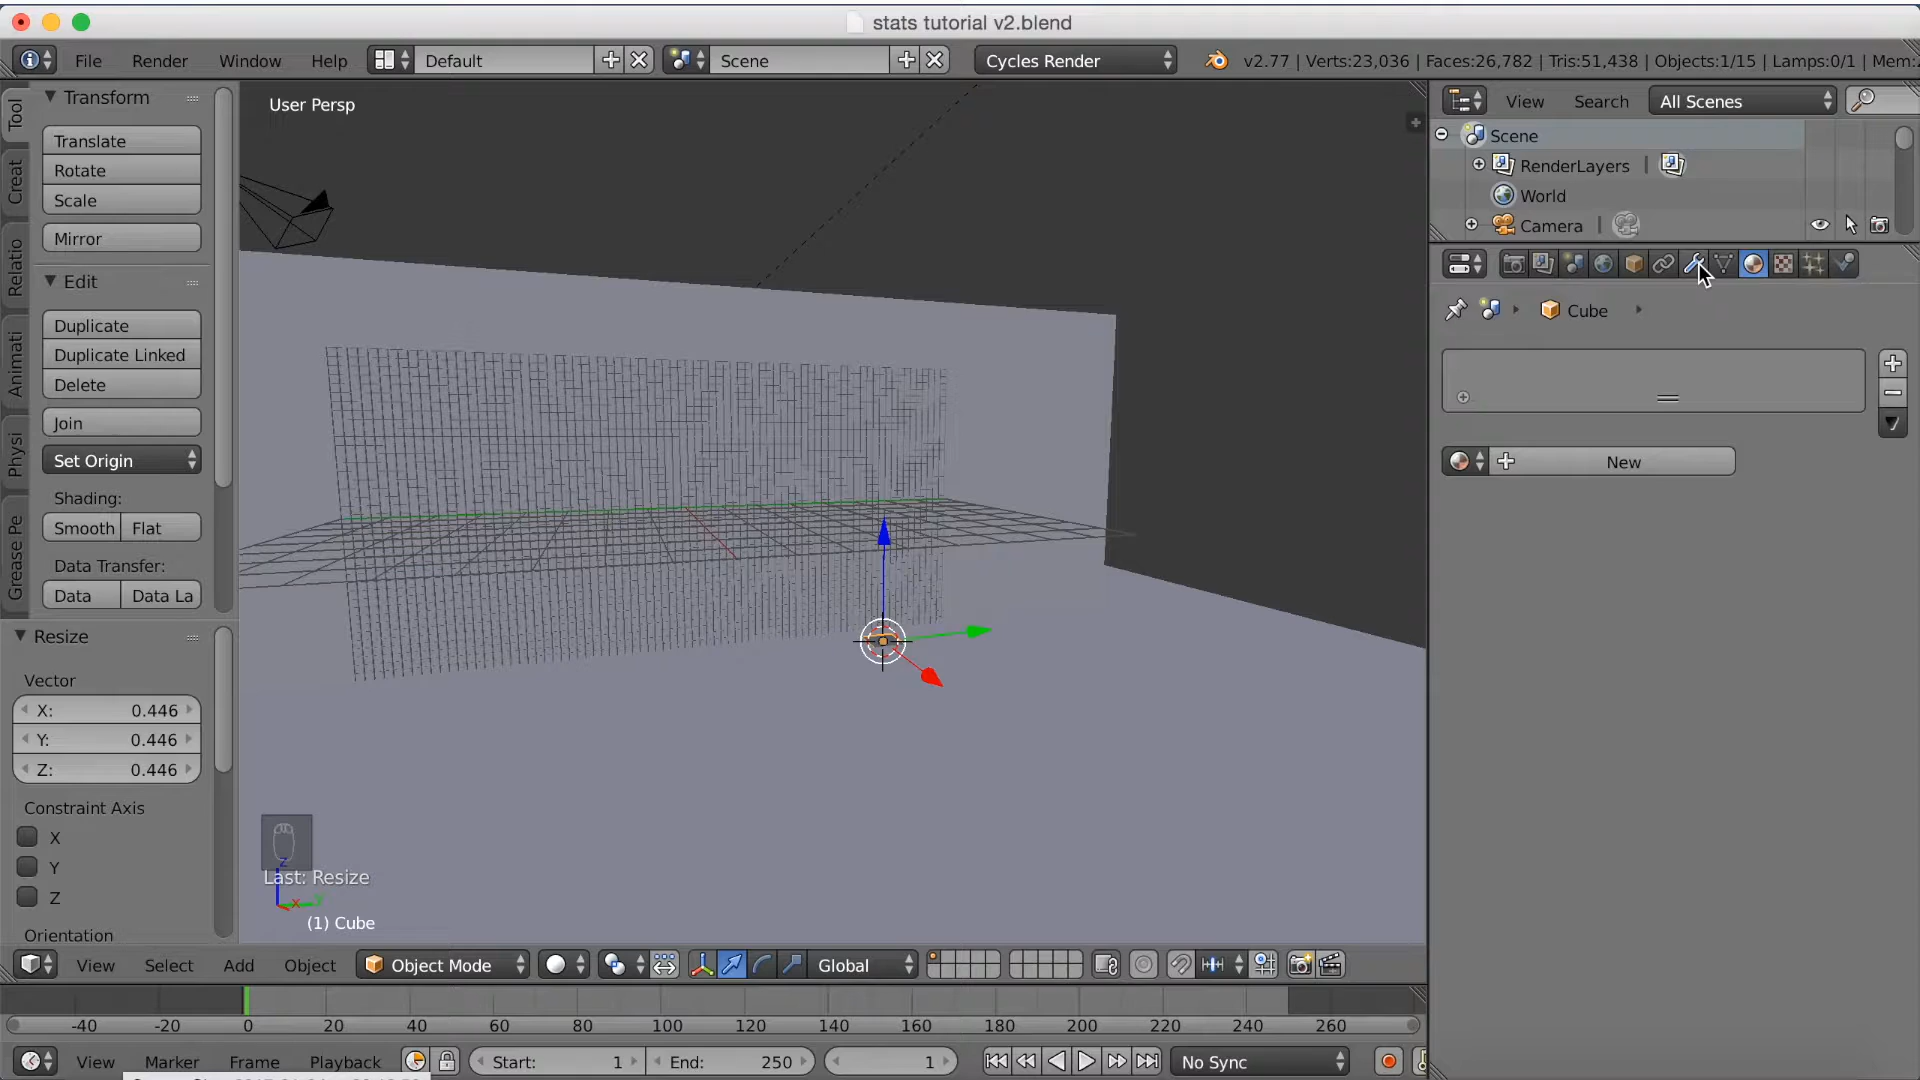 stats tutorial v2.blend
File Render Window Help Default Scene Cycles Render v2.77 | Verts:23,036 | Faces:26,782 | Tris:51,438 | Objects:1/15 | Lamps:0/1 | Mem:
Tool
Creat
Relatio
Animati
Physi
Grease Pe
Transform
Translate
Rotate
Scale
Mirror
Edit
Duplicate
Duplicate Linked
Delete
Join
Set Origin
Shading:
Smooth Flat
Data Transfer:
Data Data La
Resize
Vector
X: 0.446
Y: 0.446
Z: 0.446
Constraint Axis
X
Y
Z
Orientation
User Persp
Last: Resize
z
x y
(1) Cube
View Search All Scenes
Scene
RenderLayers |
World
Camera |
Cube
New
View Select Add Object Object Mode Global
-40 -20 0 20 40 60 80 100 120 140 160 180 200 220 240 260
View Marker Frame Playback Start: 1 End: 250 1 No Sync